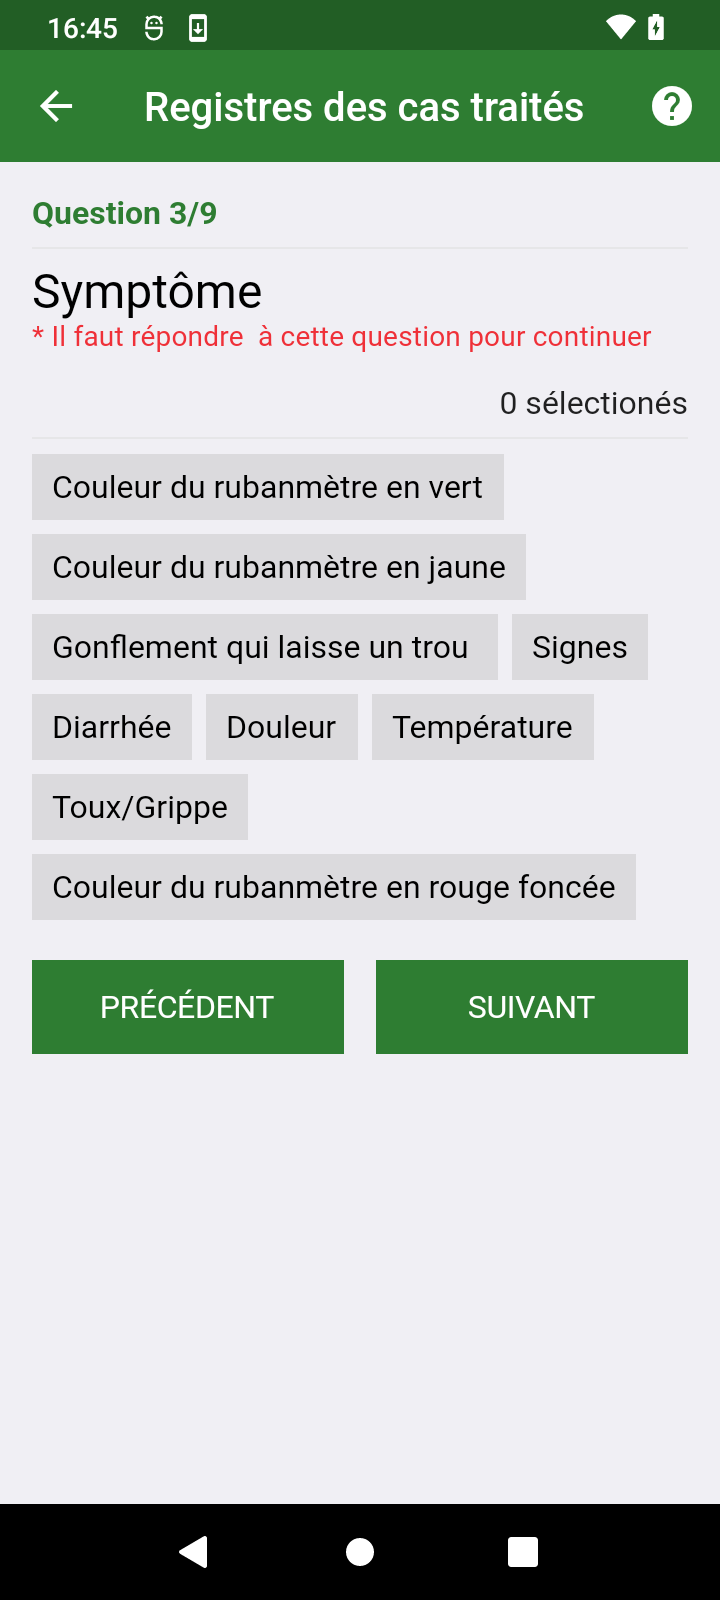 16:45
Registres des cas traités
Question 3/9
Symptôme
* Il faut répondre  à cette question pour continuer
0 sélectionés
Couleur du rubanmètre en vert
Couleur du rubanmètre en jaune
Gonflement qui laisse un trou Signes
Diarrhée Douleur Température
Toux/Grippe
Couleur du rubanmètre en rouge foncée
PRÉCÉDENT SUIVANT